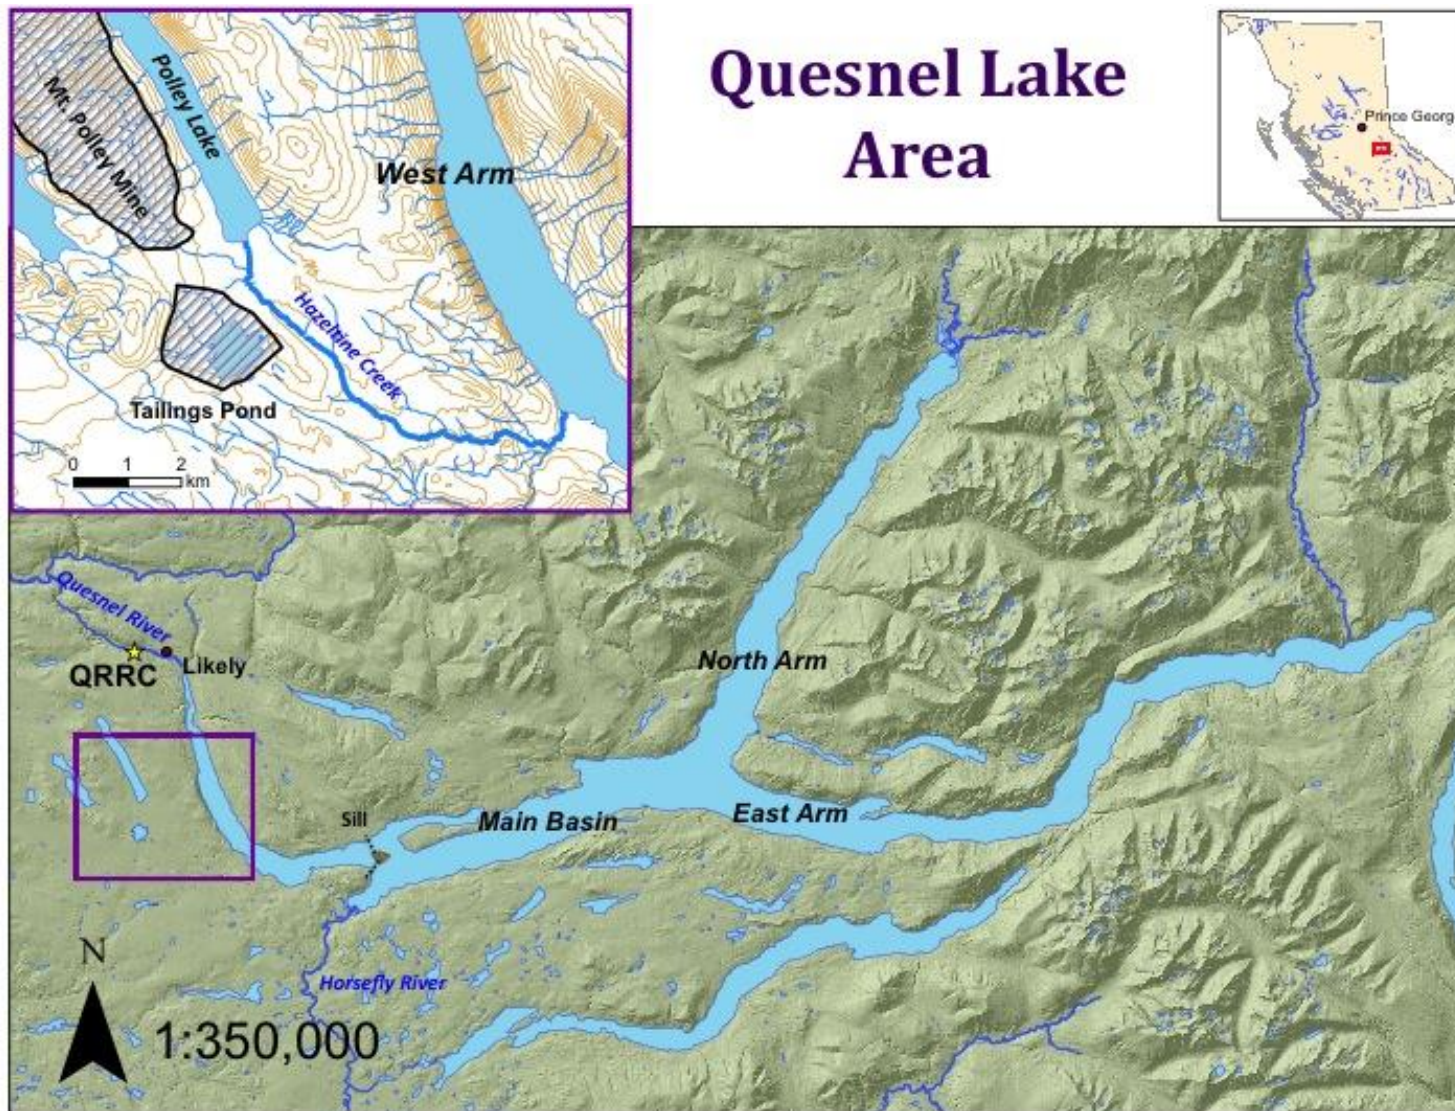 Quesnel Lake
Area
Prince Georg
Polley Lake
Mt. Polley Mine
West Arm
Hazeltine Creek
Tailings Pond
0 1 2
km
Quesnel River
QRRC
Likely
North Arm
Sill
Main Basin
East Arm
Horsefly River
N
1:350,000